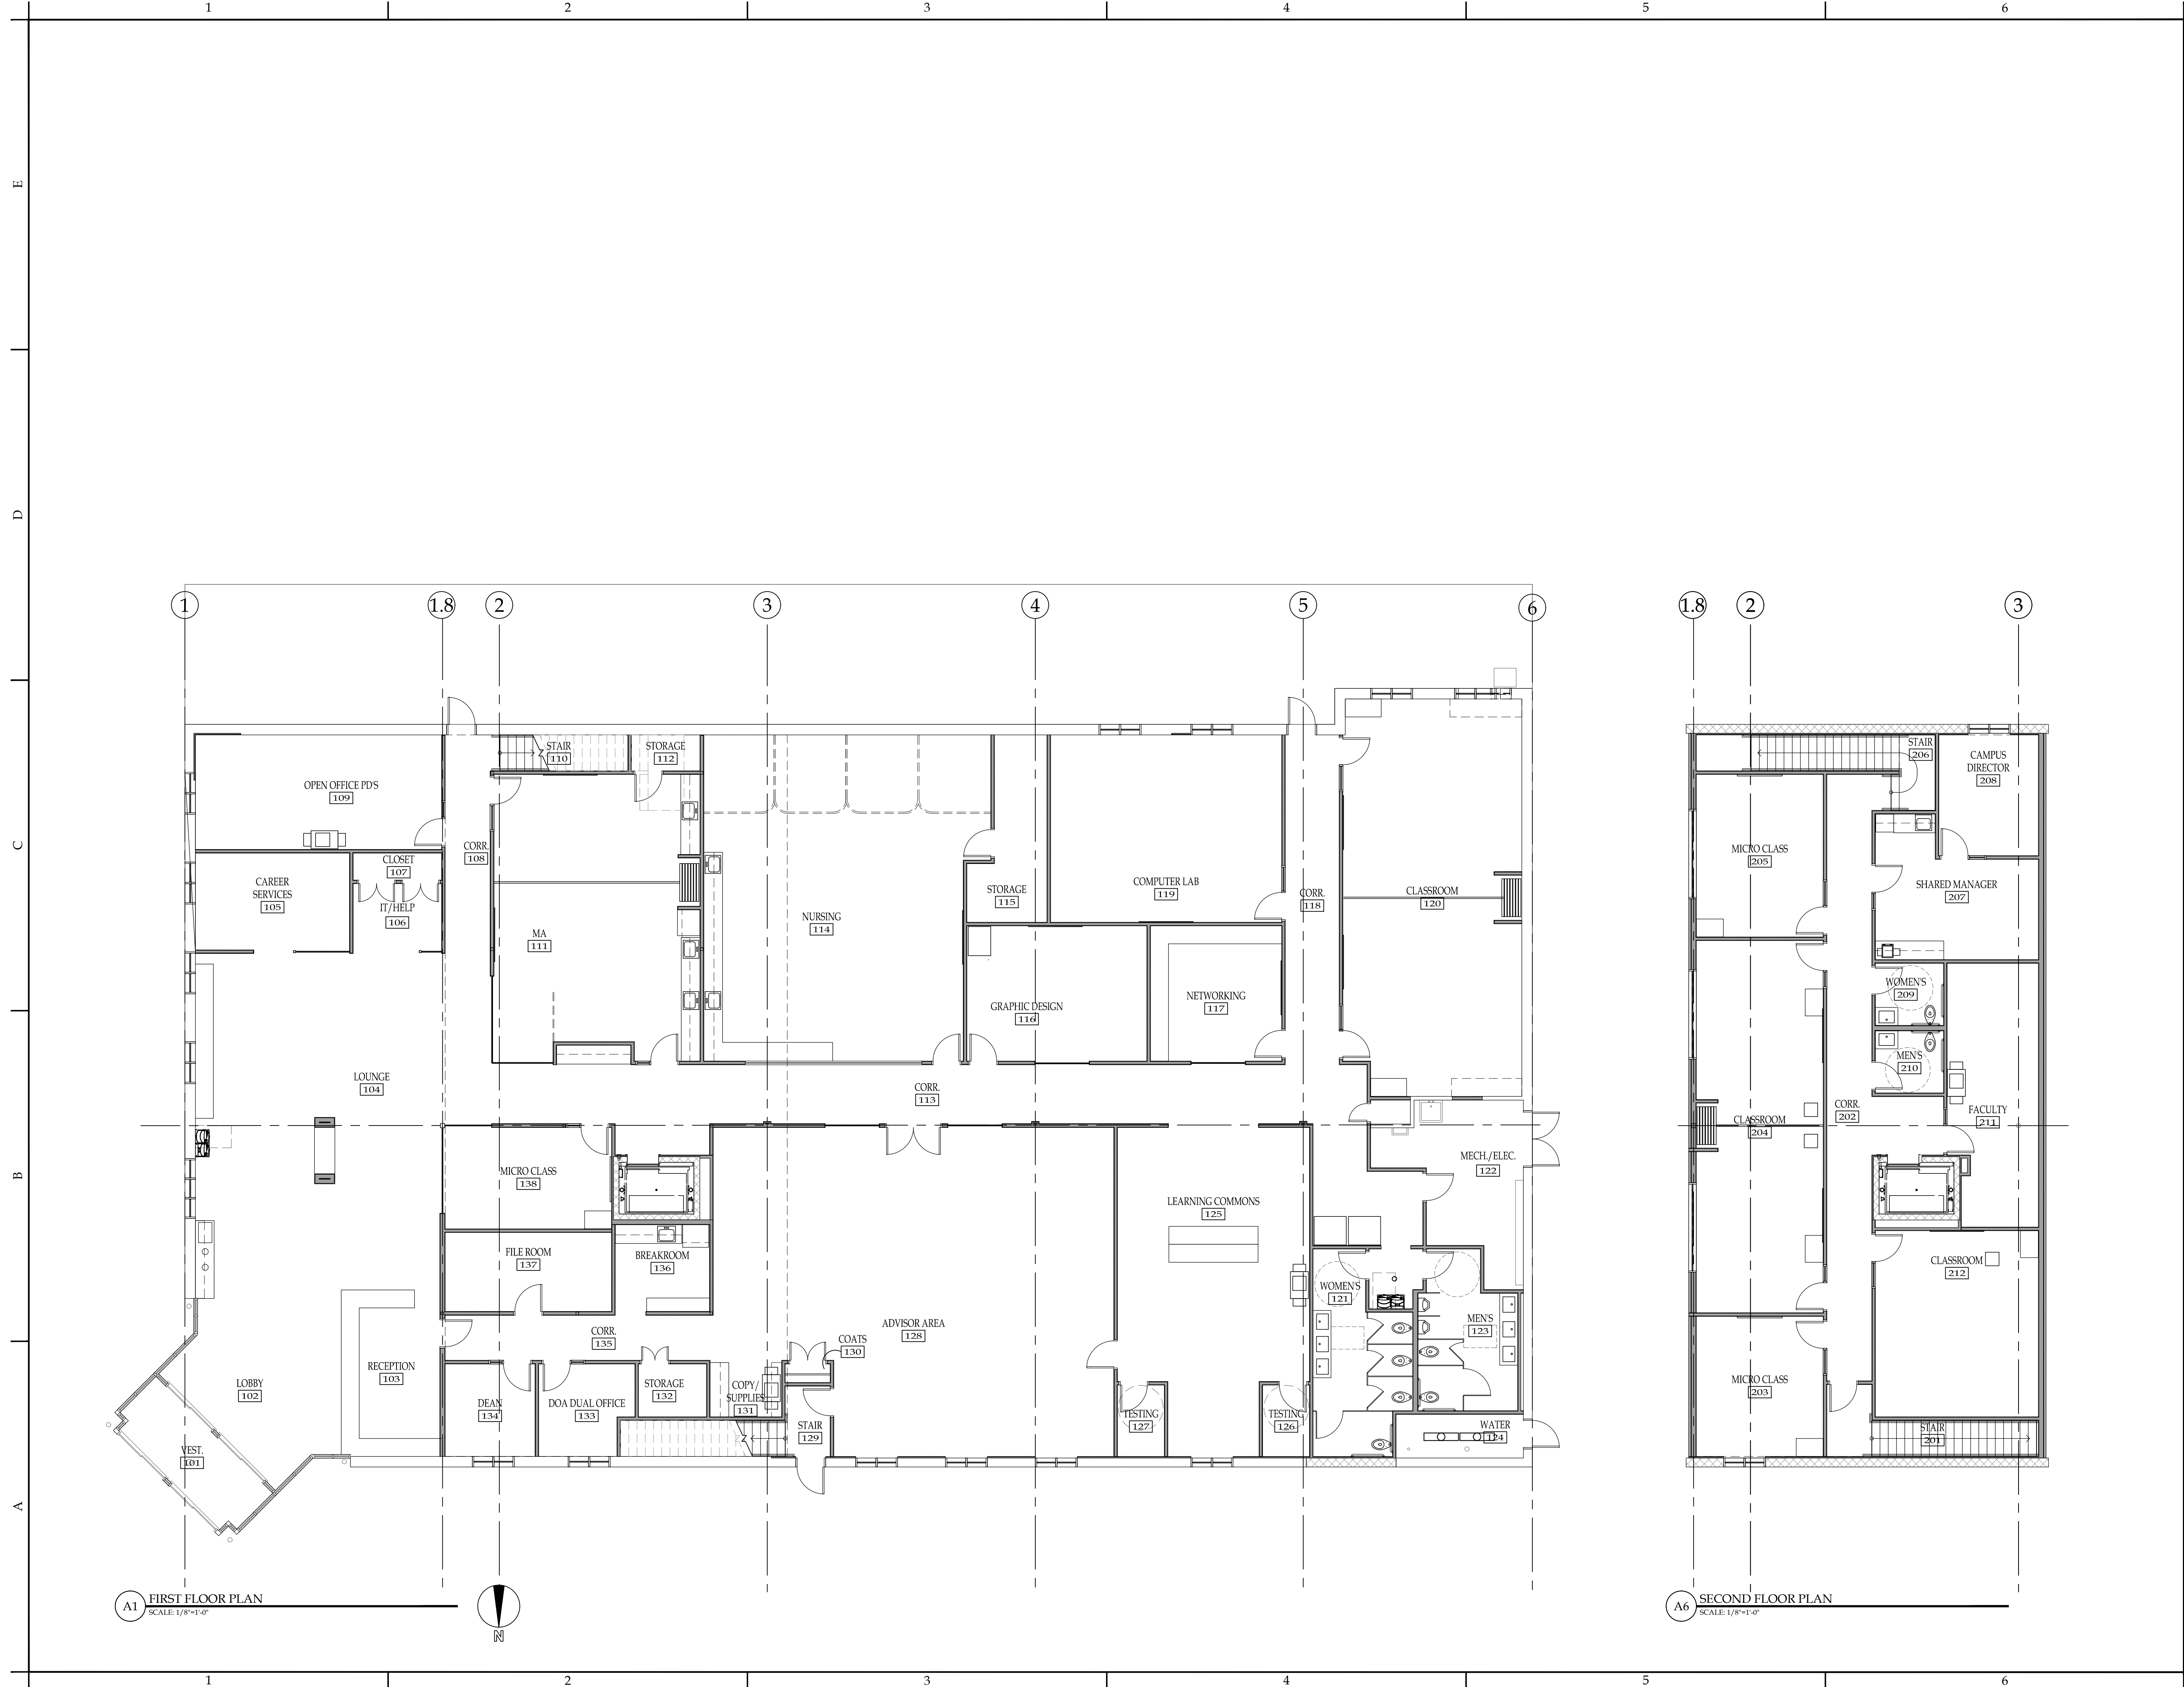 1 2 3 4 5 6
E
D
C
B
A
1 1.8 2 3 4 5 6
1.8 2 3
OPEN OFFICE PD'S
109
CAREER
SERVICES
105
CLOSET
107
IT/HELP
106
CORR.
108
STAIR
110
STORAGE
112
MA
111
NURSING
114
STORAGE
115
COMPUTER LAB
119
GRAPHIC DESIGN
116
NETWORKING
117
CORR.
118
CLASSROOM
120
LOUNGE
104
CORR.
113
MICRO CLASS
138
FILE ROOM
137
BREAKROOM
136
CORR.
135
RECEPTION
103
LOBBY
102
VEST.
101
DEAN
134
DOA DUAL OFFICE
133
STORAGE
132
COPY/
SUPPLIES
131
COATS
130
STAIR
129
ADVISOR AREA
128
LEARNING COMMONS
125
TESTING
127
TESTING
126
WOMEN'S
121
MEN'S
123
MECH./ELEC.
122
WATER
124
STAIR
206
CAMPUS
DIRECTOR
208
MICRO CLASS
205
SHARED MANAGER
207
WOMEN'S
209
MEN'S
210
CORR.
202
FACULTY
211
CLASSROOM
204
CLASSROOM
212
MICRO CLASS
203
STAIR
201
A1 FIRST FLOOR PLAN
SCALE: 1/8"=1'-0"
N
A6 SECOND FLOOR PLAN
SCALE: 1/8"=1'-0"
1 2 3 4 5 6